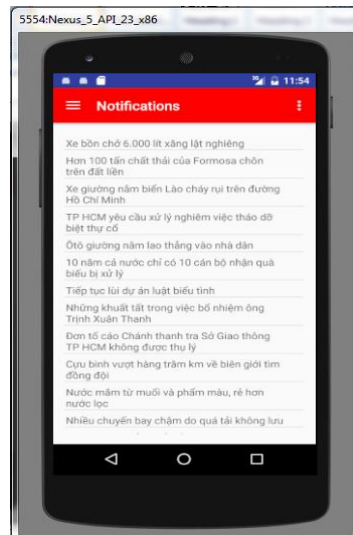 5554:Nexus_5_API_23_x86
11:54
Notifications
Xe bồn chở 6.000 lít xăng lật nghiêng
Hơn 100 tấn chất thải của Formosa chôn
trên đất liền
Xe giường nằm biển Lào cháy rụi trên đường
Hồ Chí Minh
TP HCM yêu cầu xử lý nghiêm việc tháo dỡ
biệt thự cổ
Ôtô giường nằm lao thẳng vào nhà dân
10 năm cả nước chỉ có 10 cán bộ nhận quà
biếu bị xử lý
Tiếp tục lùi dự án luật biểu tình
Những khuất tất trong việc bổ nhiệm ông
Trịnh Xuân Thanh
Đơn tố cáo Chánh thanh tra Sở Giao thông
TP HCM không được thụ lý
Cựu binh vượt hàng trăm km về biên giới tìm
đồng đội
Nước mắm từ muối và phẩm màu, rẻ hơn
nước lọc
Nhiều chuyến bay chậm do quá tải không lưu